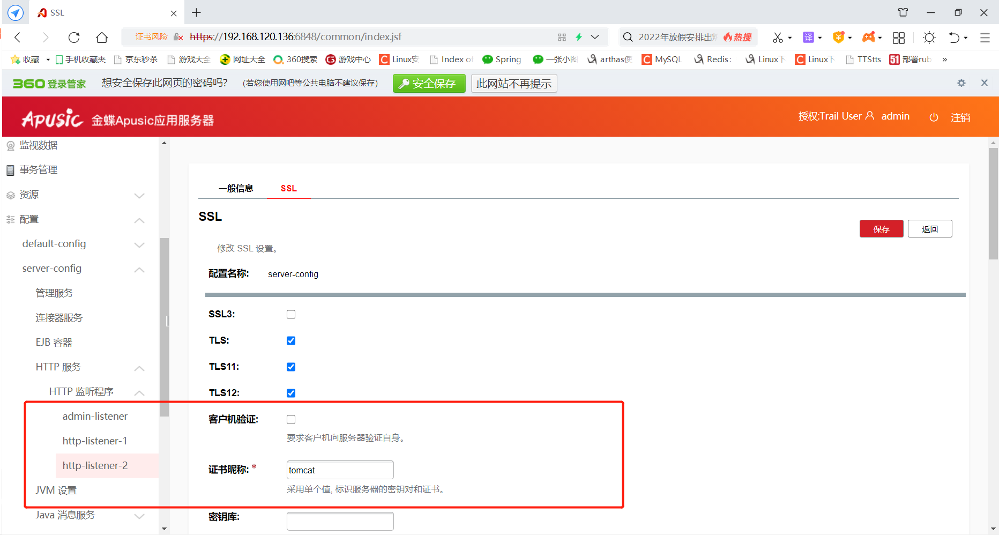 SSL
证书风险 https://192.168.120.136:6848/common/index.jsf
2022年放假安排出 热搜
译
收藏 手机收藏夹 京东秒杀 游戏大全 网址大全 360搜索 游戏中心 Linux安 Index of Spring 一张小图 arthas使 MySQL Redis: Linux下 Linux下 TTStts 部署rub »
360登录管家 想安全保存此网页的密码吗? (若您使用网吧等公共电脑不建议保存) 安全保存 此网站不再提示
Apusic 金蝶Apusic应用服务器 授权:Trail User admin 注销
监视数据
事务管理
资源
配置
default-config
server-config
管理服务
连接器服务
EJB 容器
HTTP 服务
HTTP 监听程序
admin-listener
http-listener-1
http-listener-2
JVM 设置
Java 消息服务
一般信息 SSL
SSL
保存 返回
修改 SSL 设置。
配置名称: server-config
SSL3:
TLS:
TLS11:
TLS12:
客户机验证:
要求客户机向服务器验证自身。
证书昵称: * tomcat
采用单个值, 标识服务器的密钥对和证书。
密钥库: